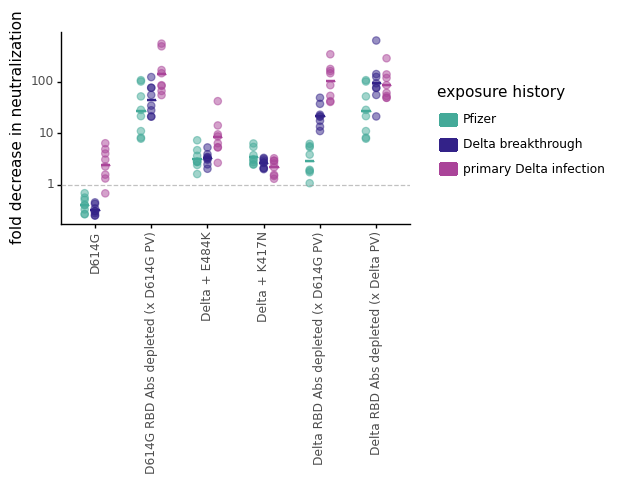 fold decrease in neutralization
100
10
1
D614G
D614G RBD Abs depleted (x D614G PV)
Delta + E484K
Delta + K417N
Delta RBD Abs depleted (x D614G PV)
Delta RBD Abs depleted (x Delta PV)
exposure history
Pfizer
Delta breakthrough
primary Delta infection